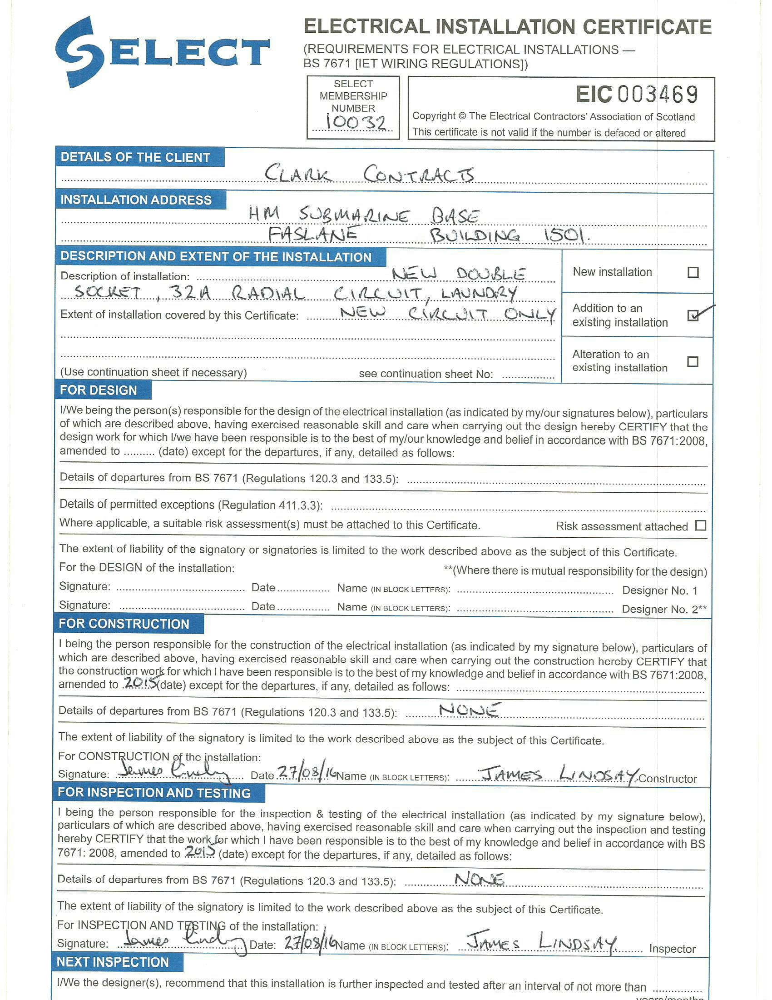 SELECT
ELECTRICAL INSTALLATION CERTIFICATE
(REQUIREMENTS FOR ELECTRICAL INSTALLATIONS —
BS 7671 [IET WIRING REGULATIONS])
SELECT
MEMBERSHIP
NUMBER
10032
EIC 003469
Copyright © The Electrical Contractors' Association of Scotland
This certificate is not valid if the number is defaced or altered
DETAILS OF THE CLIENT
CLARK CONTRACTS
INSTALLATION ADDRESS
HM SUBMARINE BASE
FASLANE BUILDING 1501.
DESCRIPTION AND EXTENT OF THE INSTALLATION
Description of installation: NEW DOUBLE
SOCKET, 32A RADIAL CIRCUIT, LAUNDRY
Extent of installation covered by this Certificate: NEW CIRCUIT ONLY
(Use continuation sheet if necessary) see continuation sheet No: ................
New installation ☐
Addition to an
existing installation ☑
Alteration to an
existing installation ☐
FOR DESIGN
I/We being the person(s) responsible for the design of the electrical installation (as indicated by my/our signatures below), particulars
of which are described above, having exercised reasonable skill and care when carrying out the design hereby CERTIFY that the
design work for which I/we have been responsible is to the best of my/our knowledge and belief in accordance with BS 7671:2008,
amended to .......... (date) except for the departures, if any, detailed as follows:
Details of departures from BS 7671 (Regulations 120.3 and 133.5):
Details of permitted exceptions (Regulation 411.3.3):
Where applicable, a suitable risk assessment(s) must be attached to this Certificate. Risk assessment attached ☐
The extent of liability of the signatory or signatories is limited to the work described above as the subject of this Certificate.
For the DESIGN of the installation: **(Where there is mutual responsibility for the design)
Signature: .................... Date ............... Name (IN BLOCK LETTERS): .................... Designer No. 1
Signature: .................... Date ............... Name (IN BLOCK LETTERS): .................... Designer No. 2**
FOR CONSTRUCTION
I being the person responsible for the construction of the electrical installation (as indicated by my signature below), particulars of
which are described above, having exercised reasonable skill and care when carrying out the construction hereby CERTIFY that
the construction work for which I have been responsible is to the best of my knowledge and belief in accordance with BS 7671:2008,
amended to 2015 (date) except for the departures, if any, detailed as follows:
Details of departures from BS 7671 (Regulations 120.3 and 133.5): NONE
The extent of liability of the signatory is limited to the work described above as the subject of this Certificate.
For CONSTRUCTION of the installation:
Signature: James Lindsay Date 27/08/16 Name (IN BLOCK LETTERS): JAMES LINDSAY Constructor
FOR INSPECTION AND TESTING
I being the person responsible for the inspection & testing of the electrical installation (as indicated by my signature below),
particulars of which are described above, having exercised reasonable skill and care when carrying out the inspection and testing
hereby CERTIFY that the work for which I have been responsible is to the best of my knowledge and belief in accordance with BS
7671: 2008, amended to 2015 (date) except for the departures, if any, detailed as follows:
Details of departures from BS 7671 (Regulations 120.3 and 133.5): NONE
The extent of liability of the signatory is limited to the work described above as the subject of this Certificate.
For INSPECTION AND TESTING of the installation:
Signature: James Lindsay Date: 27/08/16 Name (IN BLOCK LETTERS): JAMES LINDSAY. Inspector
NEXT INSPECTION
I/We the designer(s), recommend that this installation is further inspected and tested after an interval of not more than ..............